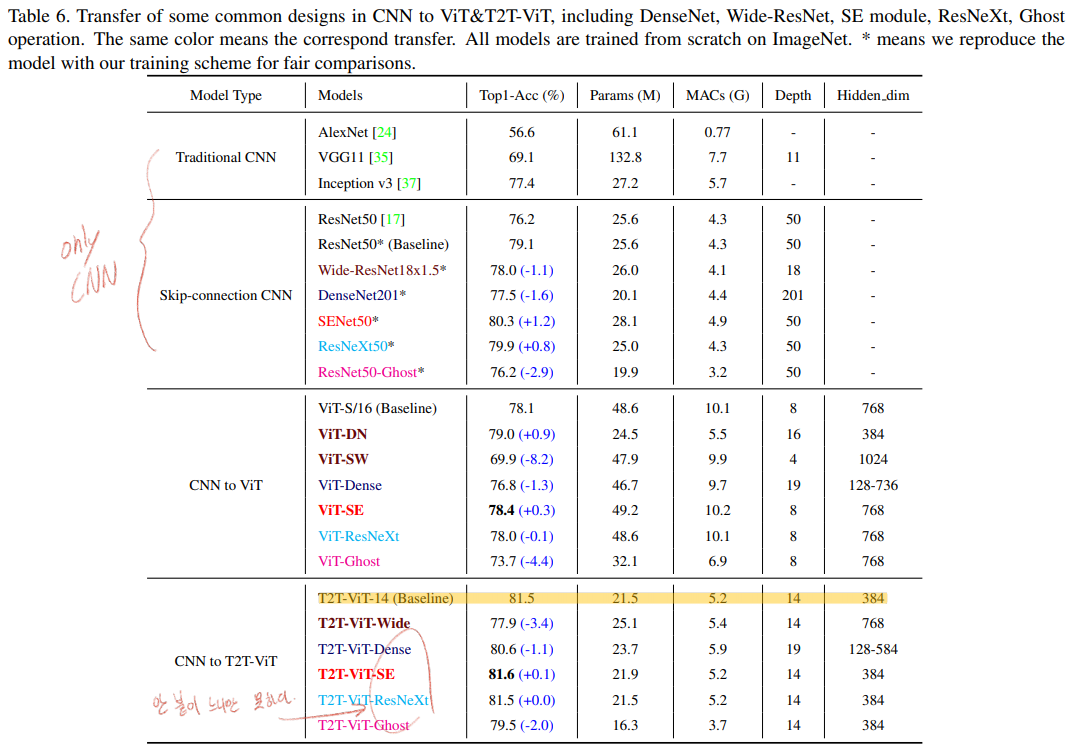 Table 6. Transfer of some common designs in CNN to ViT&T2T-ViT, including DenseNet, Wide-ResNet, SE module, ResNeXt, Ghost
operation. The same color means the correspond transfer. All models are trained from scratch on ImageNet. * means we reproduce the
model with our training scheme for fair comparisons.
Model Type Models Top1-Acc (%) Params (M) MACs (G) Depth Hidden_dim
AlexNet [24] 56.6 61.1 0.77 - -
Traditional CNN VGG11 [35] 69.1 132.8 7.7 11 -
Inception v3 [37] 77.4 27.2 5.7 - -
ResNet50 [17] 76.2 25.6 4.3 50 -
ResNet50* (Baseline) 79.1 25.6 4.3 50 -
Wide-ResNet18x1.5* 78.0 (-1.1) 26.0 4.1 18 -
Skip-connection CNN DenseNet201* 77.5 (-1.6) 20.1 4.4 201 -
SENet50* 80.3 (+1.2) 28.1 4.9 50 -
ResNeXt50* 79.9 (+0.8) 25.0 4.3 50 -
ResNet50-Ghost* 76.2 (-2.9) 19.9 3.2 50 -
only
CNN
ViT-S/16 (Baseline) 78.1 48.6 10.1 8 768
ViT-DN 79.0 (+0.9) 24.5 5.5 16 384
ViT-SW 69.9 (-8.2) 47.9 9.9 4 1024
CNN to ViT ViT-Dense 76.8 (-1.3) 46.7 9.7 19 128-736
ViT-SE 78.4 (+0.3) 49.2 10.2 8 768
ViT-ResNeXt 78.0 (-0.1) 48.6 10.1 8 768
ViT-Ghost 73.7 (-4.4) 32.1 6.9 8 768
T2T-ViT-14 (Baseline) 81.5 21.5 5.2 14 384
T2T-ViT-Wide 77.9 (-3.4) 25.1 5.4 14 768
T2T-ViT-Dense 80.6 (-1.1) 23.7 5.9 19 128-584
CNN to T2T-ViT T2T-ViT-SE 81.6 (+0.1) 21.9 5.2 14 384
T2T-ViT-ResNeXt 81.5 (+0.0) 21.5 5.2 14 384
T2T-ViT-Ghost 79.5 (-2.0) 16.3 3.7 14 384
안 붙이 느니만 못하다.